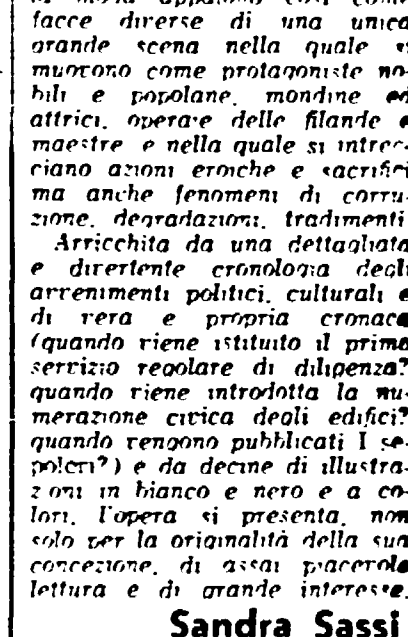 facce diverse di una unica
grande scena nella quale si
muovono come protagoniste no-
bili e popolane, mondine ed
attrici, operaie delle filande e
maestre e nella quale si intrec-
ciano azioni eroiche e sacrifici
ma anche fenomeni di corru-
zione, degradazioni, tradimenti
Arricchita da una dettagliata
e divertente cronologia degli
avvenimenti politici, culturali e
di vera e propria cronaca
(quando viene istituito il primo
servizio regolare di diligenza?
quando viene introdotta la nu-
merazione civica degli edifici?
quando vengono pubblicati I se-
polcri?) e da decine di illustra-
zioni in bianco e nero e a co-
lori, l'opera si presenta, non
solo per la originalità della sua
concezione, di assai piacevole
lettura e di grande interesse.
Sandra Sassi